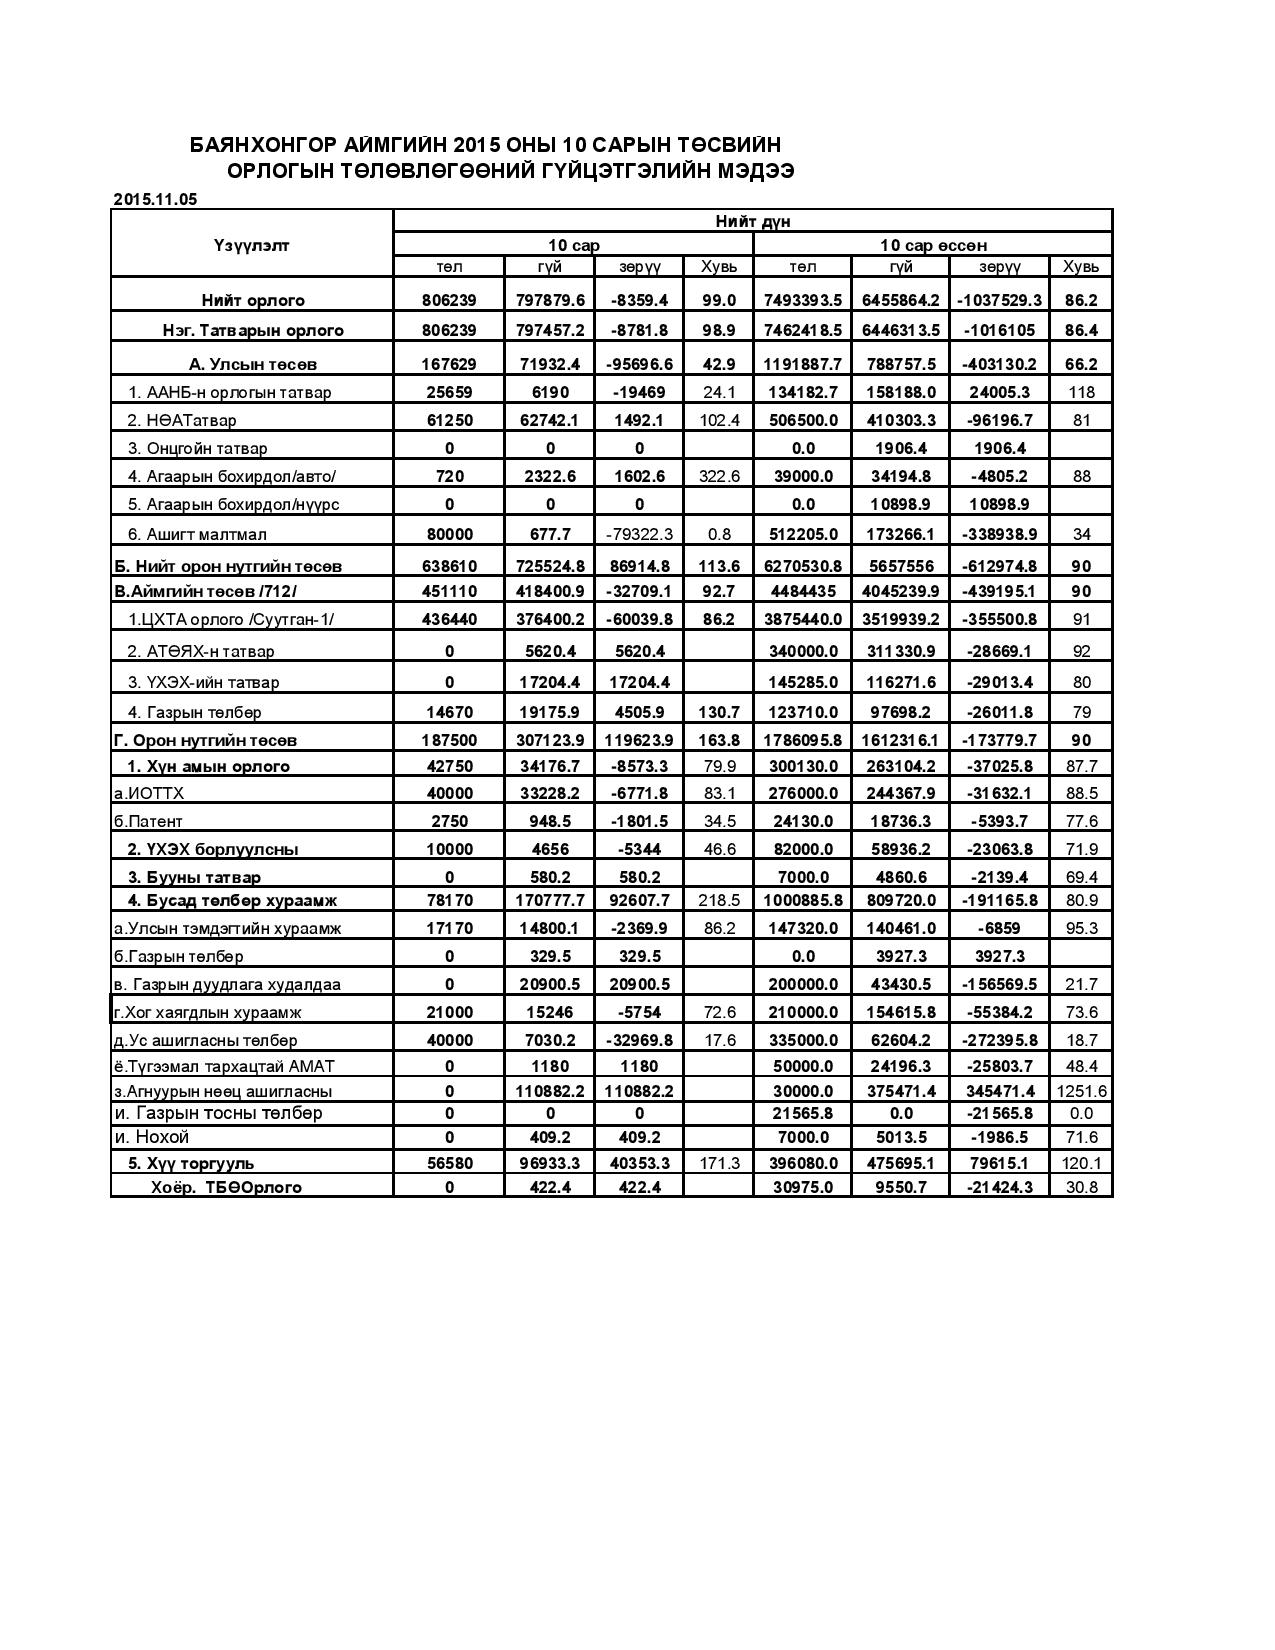 БАЯНХОНГОР АЙМГИЙН 2015 ОНЫ 10 САРЫН ТӨСВИЙН
ОРЛОГЫН ТӨЛӨВЛӨГӨӨНИЙ ГҮЙЦЭТГЭЛИЙН МЭДЭЭ
2015.11.05
Үзүүлэлт Нийт дүн
10 сар 10 сар өссөн
төл гүй зөрүү Хувь төл гүй зөрүү Хувь
Нийт орлого 806239 797879.6 -8359.4 99.0 7493393.5 6455864.2 -1037529.3 86.2
Нэг. Татварын орлого 806239 797457.2 -8781.8 98.9 7462418.5 6446313.5 -1016105 86.4
А. Улсын төсөв 167629 71932.4 -95696.6 42.9 1191887.7 788757.5 -403130.2 66.2
1. ААНБ-н орлогын татвар 25659 6190 -19469 24.1 134182.7 158188.0 24005.3 118
2. НӨАТатвар 61250 62742.1 1492.1 102.4 506500.0 410303.3 -96196.7 81
3. Онцгойн татвар 0 0 0 0.0 1906.4 1906.4
4. Агаарын бохирдол/авто/ 720 2322.6 1602.6 322.6 39000.0 34194.8 -4805.2 88
5. Агаарын бохирдол/нүүрс 0 0 0 0.0 10898.9 10898.9
6. Ашигт малтмал 80000 677.7 -79322.3 0.8 512205.0 173266.1 -338938.9 34
Б. Нийт орон нутгийн төсөв 638610 725524.8 86914.8 113.6 6270530.8 5657556 -612974.8 90
В.Аймгийн төсөв /712/ 451110 418400.9 -32709.1 92.7 4484435 4045239.9 -439195.1 90
1.ЦХТА орлого /Суутган-1/ 436440 376400.2 -60039.8 86.2 3875440.0 3519939.2 -355500.8 91
2. АТӨЯХ-н татвар 0 5620.4 5620.4 340000.0 311330.9 -28669.1 92
3. ҮХЭХ-ийн татвар 0 17204.4 17204.4 145285.0 116271.6 -29013.4 80
4. Газрын төлбөр 14670 19175.9 4505.9 130.7 123710.0 97698.2 -26011.8 79
Г. Орон нутгийн төсөв 187500 307123.9 119623.9 163.8 1786095.8 1612316.1 -173779.7 90
1. Хүн амын орлого 42750 34176.7 -8573.3 79.9 300130.0 263104.2 -37025.8 87.7
а.ИОТТХ 40000 33228.2 -6771.8 83.1 276000.0 244367.9 -31632.1 88.5
б.Патент 2750 948.5 -1801.5 34.5 24130.0 18736.3 -5393.7 77.6
2. ҮХЭХ борлуулсны 10000 4656 -5344 46.6 82000.0 58936.2 -23063.8 71.9
3. Бууны татвар 0 580.2 580.2 7000.0 4860.6 -2139.4 69.4
4. Бусад төлбөр хураамж 78170 170777.7 92607.7 218.5 1000885.8 809720.0 -191165.8 80.9
а.Улсын тэмдэгтийн хураамж 17170 14800.1 -2369.9 86.2 147320.0 140461.0 -6859 95.3
б.Газрын төлбөр 0 329.5 329.5 0.0 3927.3 3927.3
в. Газрын дуудлага худалдаа 0 20900.5 20900.5 200000.0 43430.5 -156569.5 21.7
г.Хог хаягдлын хураамж 21000 15246 -5754 72.6 210000.0 154615.8 -55384.2 73.6
д.Ус ашигласны төлбөр 40000 7030.2 -32969.8 17.6 335000.0 62604.2 -272395.8 18.7
ё.Түгээмал тархацтай АМАТ 0 1180 1180 50000.0 24196.3 -25803.7 48.4
з.Агнуурын нөөц ашигласны 0 110882.2 110882.2 30000.0 375471.4 345471.4 1251.6
и. Газрын тосны төлбөр 0 0 0 21565.8 0.0 -21565.8 0.0
и. Нохой 0 409.2 409.2 7000.0 5013.5 -1986.5 71.6
5. Хүү торгууль 56580 96933.3 40353.3 171.3 396080.0 475695.1 79615.1 120.1
Хоёр. ТБӨОрлого 0 422.4 422.4 30975.0 9550.7 -21424.3 30.8